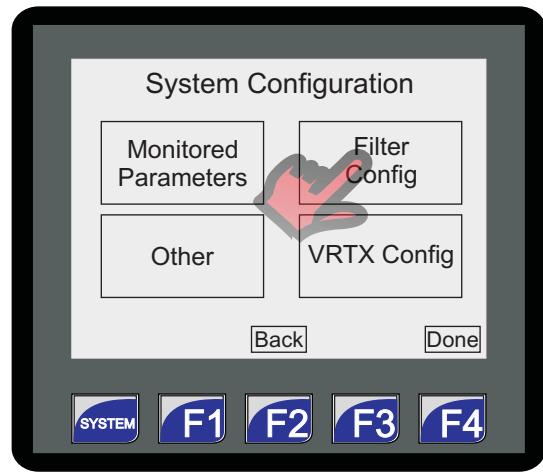 System Configuration
Monitored
Parameters
Filter
Config
Other
VRTX Config
Back
Done
SYSTEM
F1
F2
F3
F4